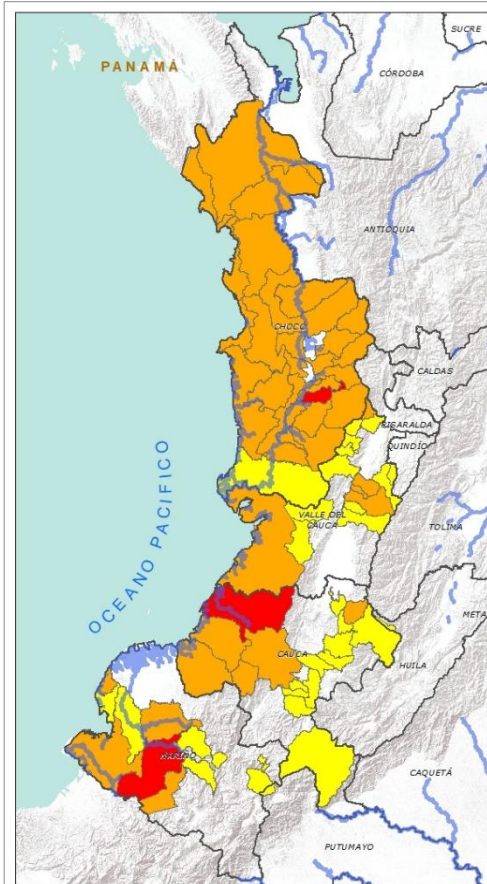 SUCRE
PANAMÁ
CÓRDOBA
ANTIOQUIA
CHOCÓ
CALDAS
RISARALDA
QUINDÍO
OCEANO PACÍFICO
VALLE DEL
CAUCA
TOLIMA
META
CAUCA
HUILA
NARIÑO
CAQUETÁ
PUTUMAYO